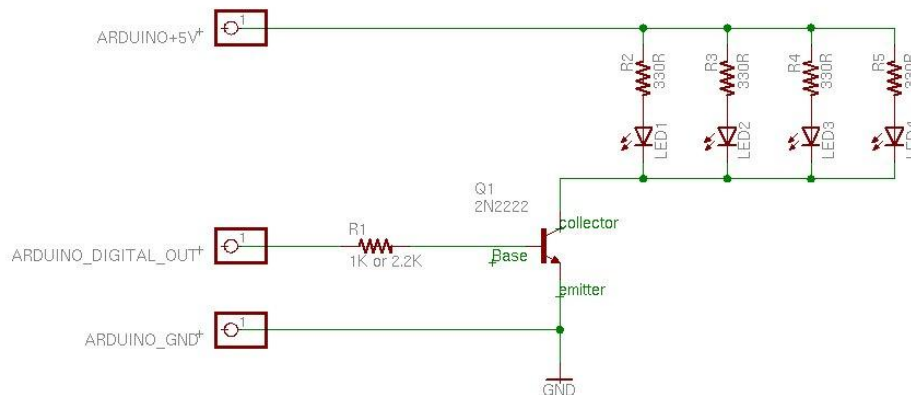 ARDUINO+5V
1
R2
330R
R3
330R
R4
330R
R5
330R
LED1
LED2
LED3
Q1
2N2222
collector
ARDUINO_DIGITAL_OUT
1
R1
1K or 2.2K
Base
emitter
ARDUINO_GND
1
GND